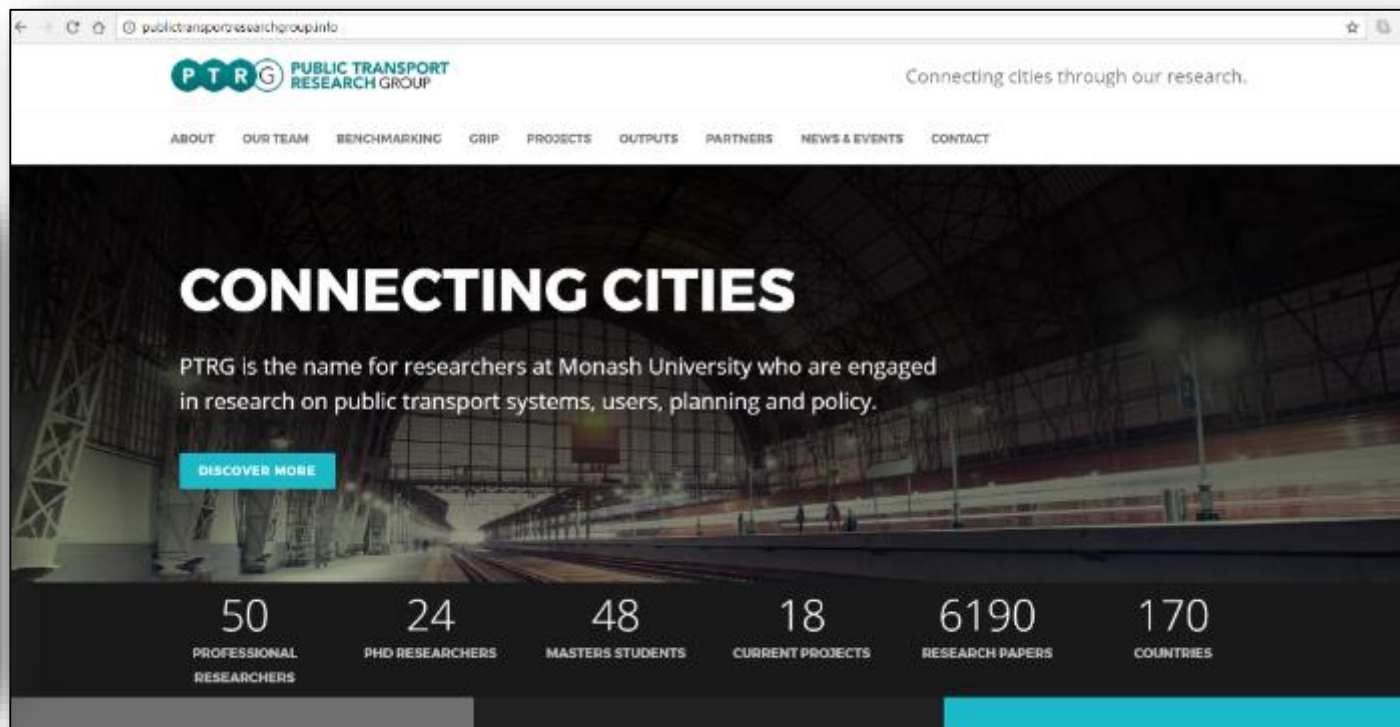 publictransportresearchgroup.info
PTRG PUBLIC TRANSPORT
RESEARCH GROUP
Connecting cities through our research.
ABOUT OUR TEAM BENCHMARKING GRIP PROJECTS OUTPUTS PARTNERS NEWS & EVENTS CONTACT
CONNECTING CITIES
PTRG is the name for researchers at Monash University who are engaged
in research on public transport systems, users, planning and policy.
DISCOVER MORE
50 24 48 18 6190 170
PROFESSIONAL PHD RESEARCHERS MASTERS STUDENTS CURRENT PROJECTS RESEARCH PAPERS COUNTRIES
RESEARCHERS